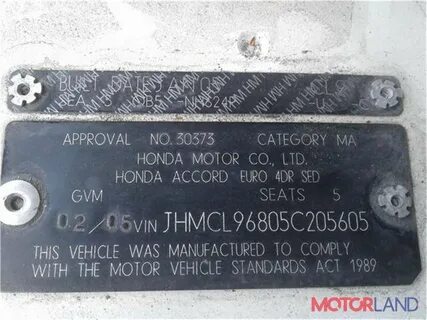 APPROVAL NO. 30373 CATEGORY MA
HONDA MOTOR CO., LTD.
HONDA ACCORD EURO 4DR SED
GVM SEATS 5
02/05 VIN JHMCL96805C205605
THIS VEHICLE WAS MANUFACTURED TO COMPLY
WITH THE MOTOR VEHICLE STANDARDS ACT 1989
MOTORLAND